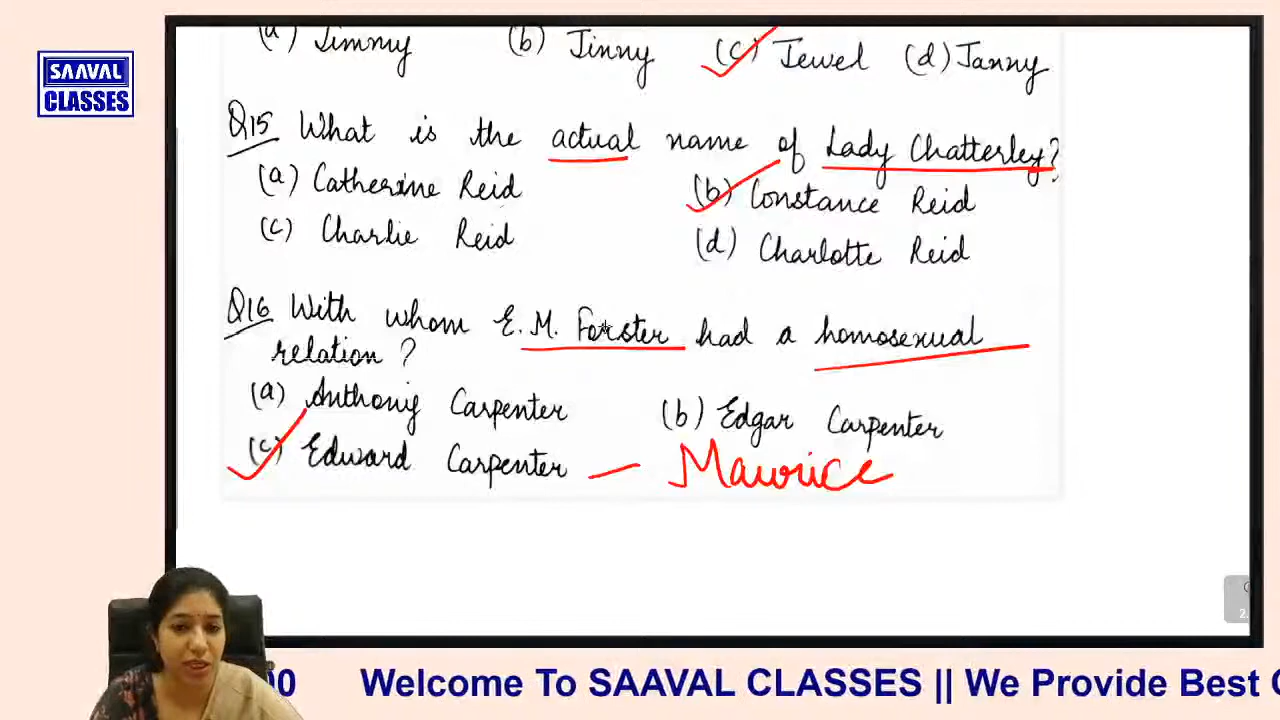 SAAVAL
CLASSES
(a) Jimmy (b) Jinny (c) Jewel (d) Janny
Q15 What is the actual name of Lady Chatterley?
(a) Catherine Reid (b) Constance Reid
(c) Charlie Reid (d) Charlotte Reid
Q16 With whom E. M. Forster had a homosexual
relation?
(a) Anthony Carpenter (b) Edgar Carpenter
(c) Edward Carpenter – Maurice
00 Welcome To SAAVAL CLASSES || We Provide Best